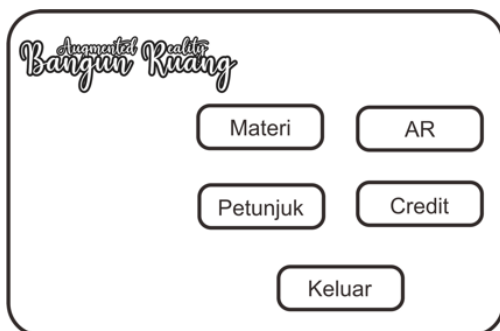 Augmented Reality
Bangun Ruang
Materi
AR
Petunjuk
Credit
Keluar